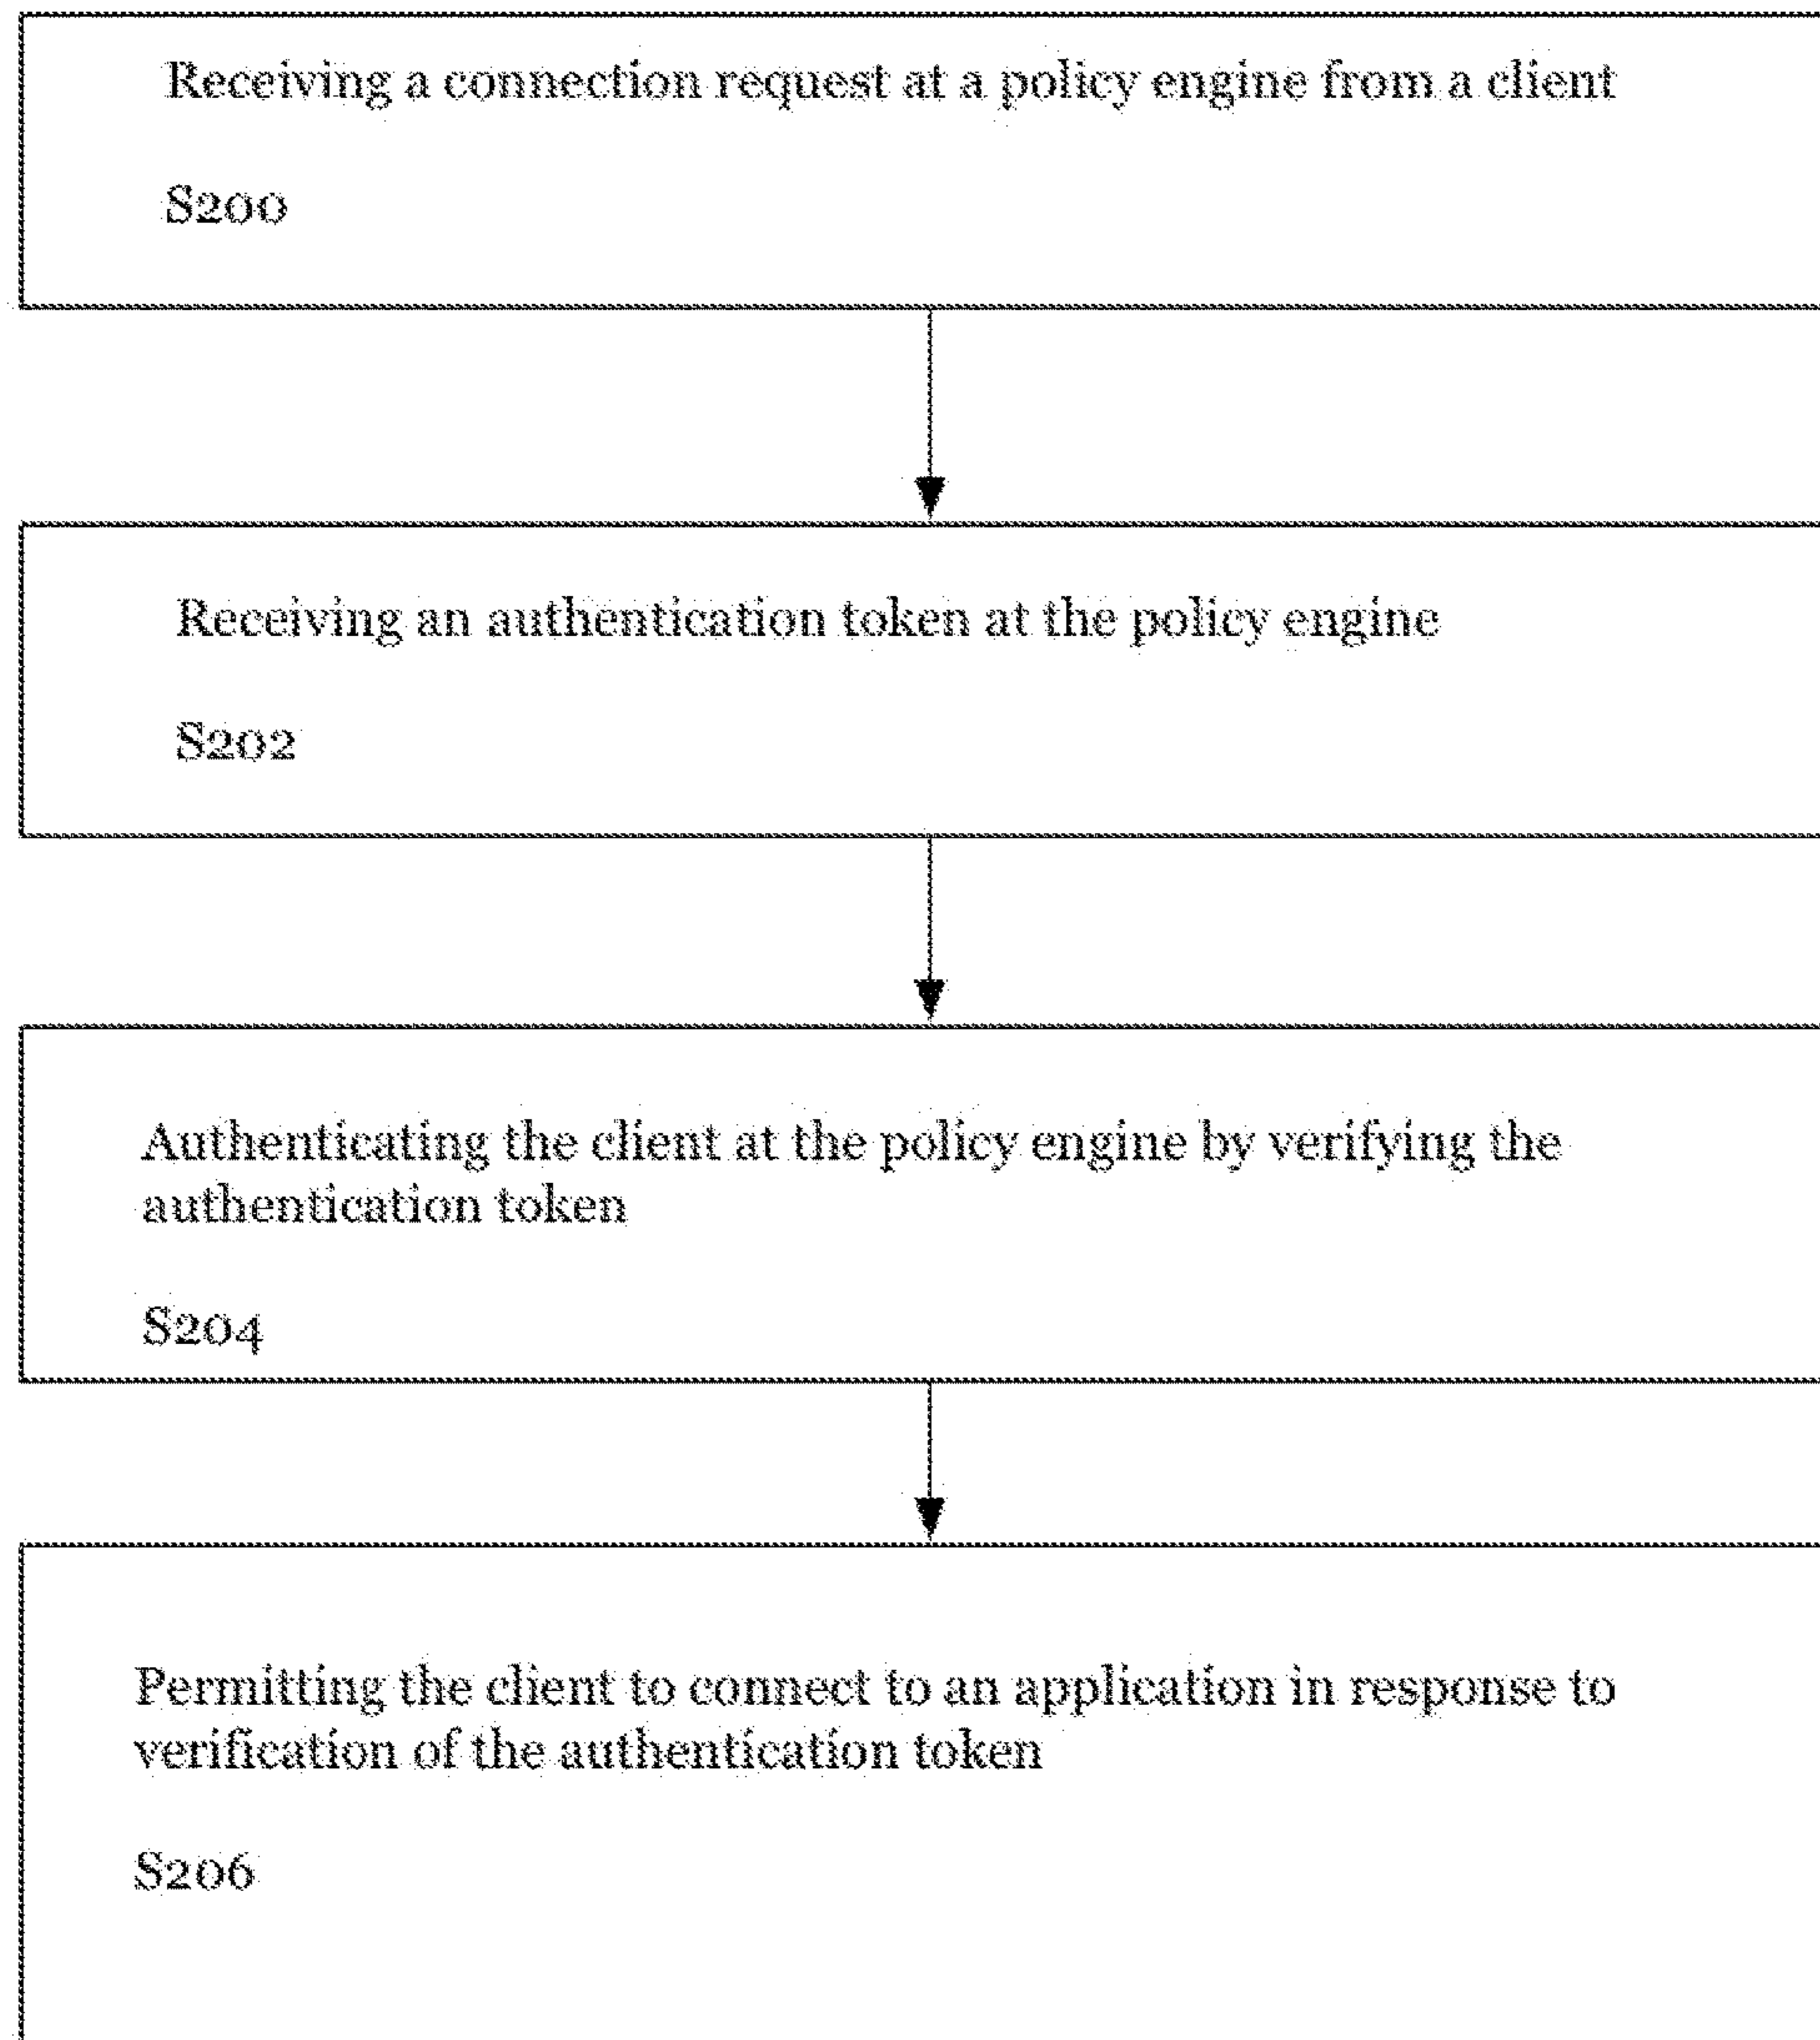 Receiving a connection request at a policy engine from a client
S200
Receiving an authentication token at the policy engine
S202
Authenticating the client at the policy engine by verifying the
authentication token
S204
Permitting the client to connect to an application in response to
verification of the authentication token
S206